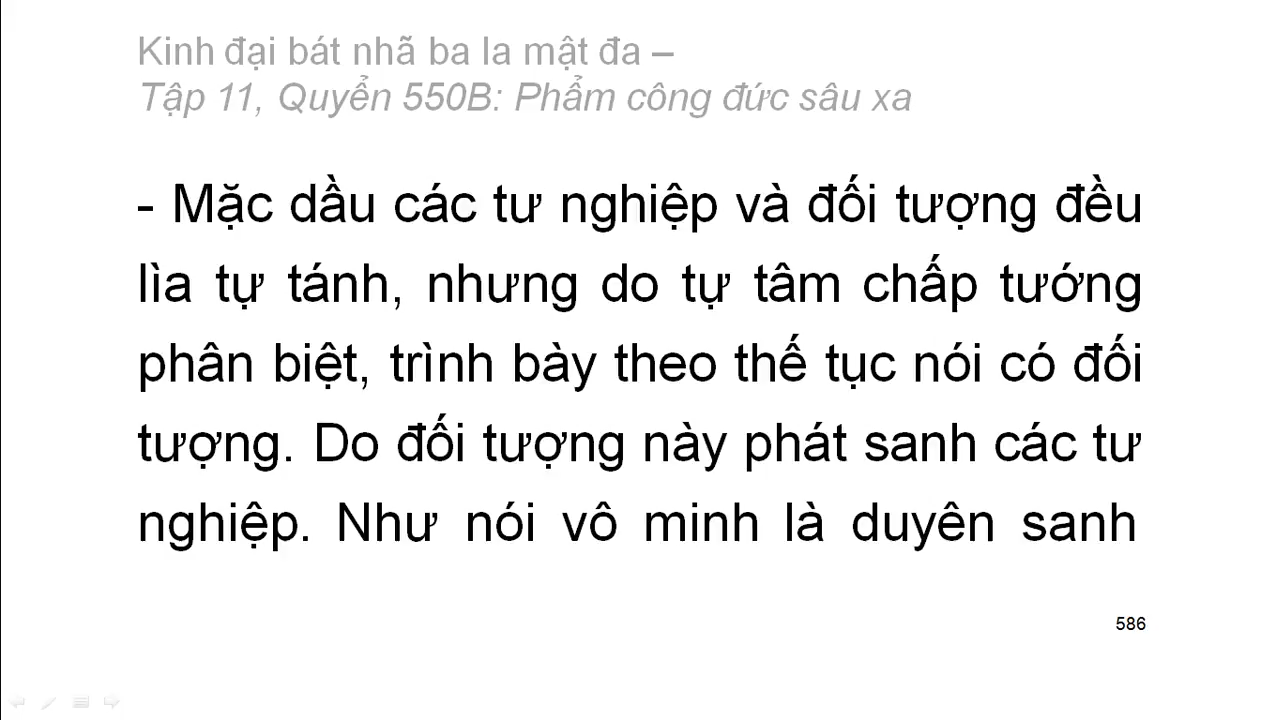 Kinh đại bát nhã ba la mật đa –
Tập 11, Quyển 550B: Phẩm công đức sâu xa
- Mặc dầu các tư nghiệp và đối tượng đều
lìa tự tánh, nhưng do tự tâm chấp tướng
phân biệt, trình bày theo thế tục nói có đối
tượng. Do đối tượng này phát sanh các tư
nghiệp. Như nói vô minh là duyên sanh
586